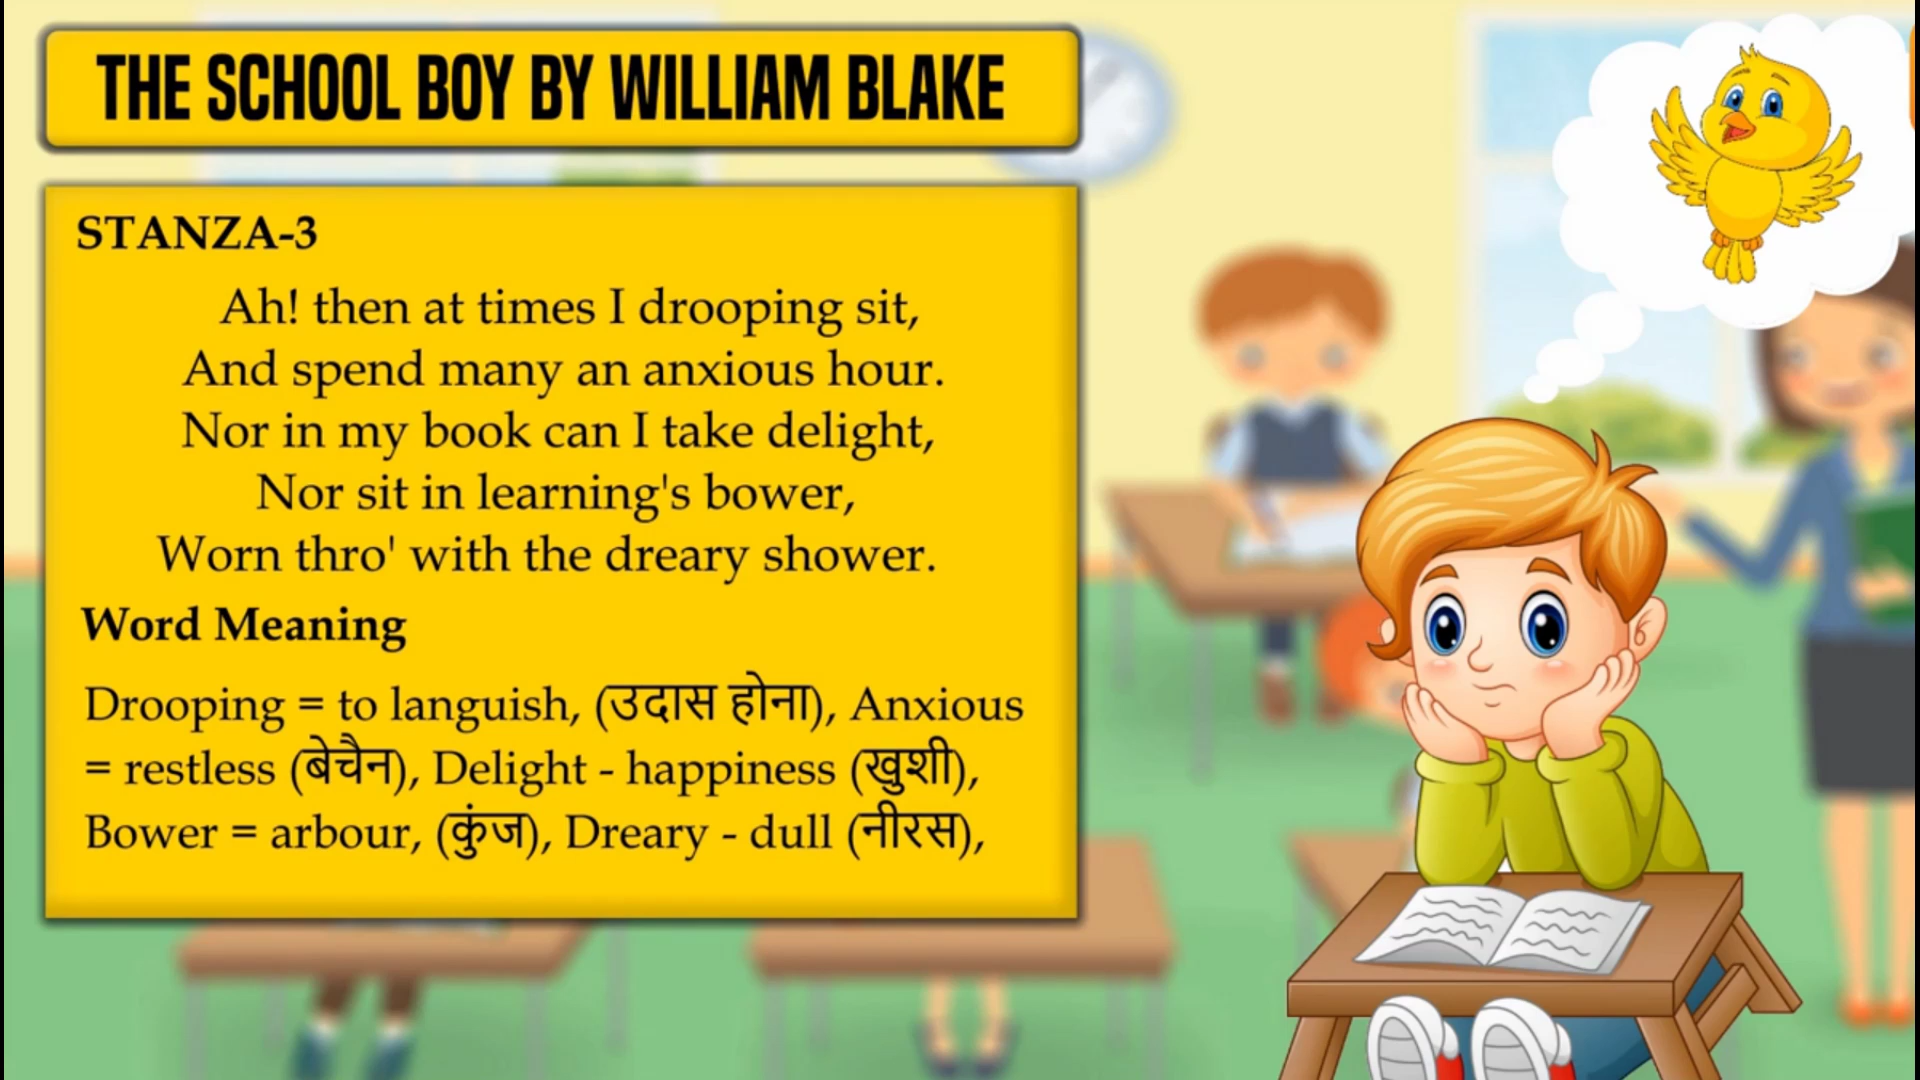 THE SCHOOL BOY BY WILLIAM BLAKE
STANZA-3
Ah! then at times I drooping sit,
And spend many an anxious hour.
Nor in my book can I take delight,
Nor sit in learning's bower,
Worn thro' with the dreary shower.
Word Meaning
Drooping = to languish, (उदास होना), Anxious
= restless (बेचैन), Delight - happiness (खुशी),
Bower = arbour, (कुंज), Dreary - dull (नीरस),